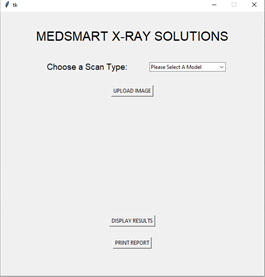 tk
MEDSMART X-RAY SOLUTIONS
Choose a Scan Type: Please Select A Model
UPLOAD IMAGE
DISPLAY RESULTS
PRINT REPORT